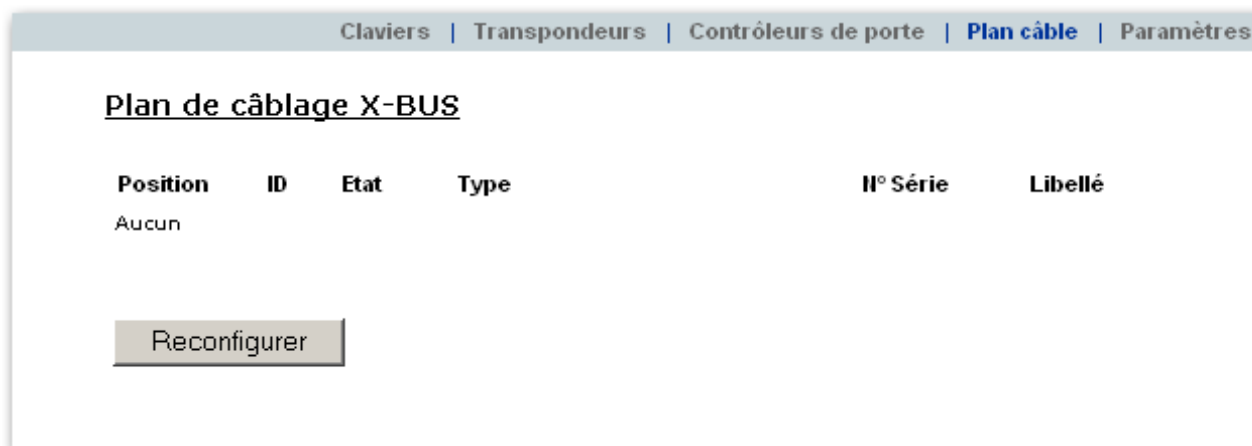 Claviers | Transpondeurs | Contrôleurs de porte | Plan câble | Paramètres
Plan de câblage X-BUS
Position ID Etat Type N° Série Libellé
Aucun
Reconfigurer